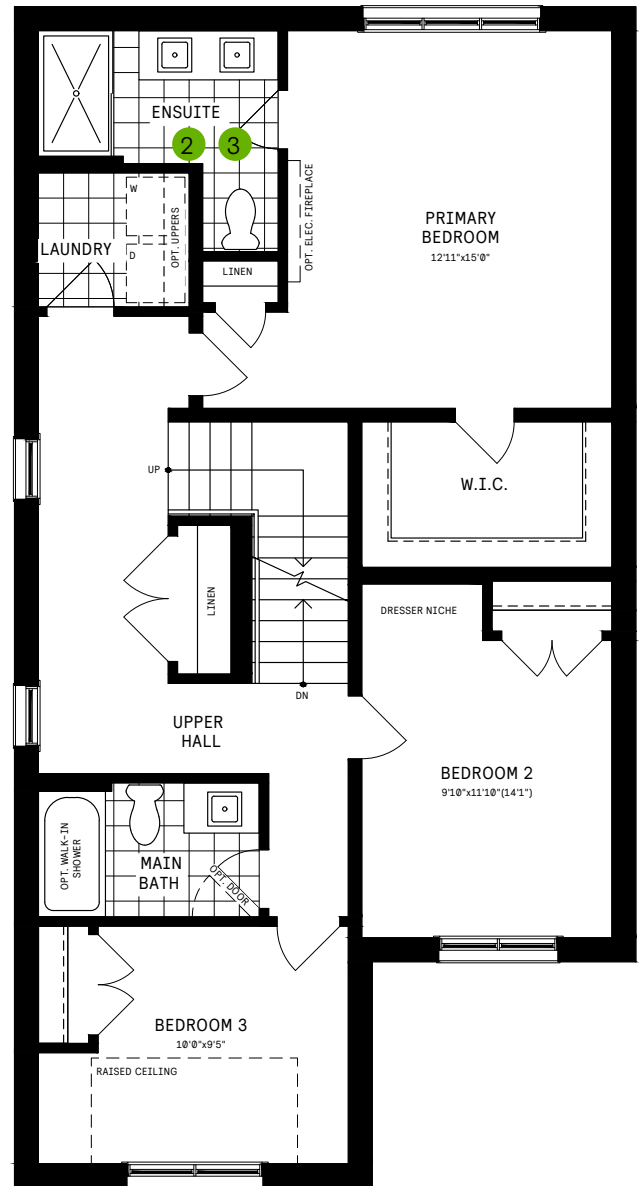 ENSUITE
2 3
W
D
OPT. UPPERS
LAUNDRY
LINEN
OPT. ELEC. FIREPLACE
PRIMARY
BEDROOM
12'11"x15'0"
UP
W.I.C.
LINEN
DRESSER NICHE
DN
UPPER
HALL
BEDROOM 2
9'10"x11'10"(14'1")
OPT. WALK-IN
SHOWER
MAIN
BATH
OPT. DOOR
BEDROOM 3
10'0"x9'5"
RAISED CEILING